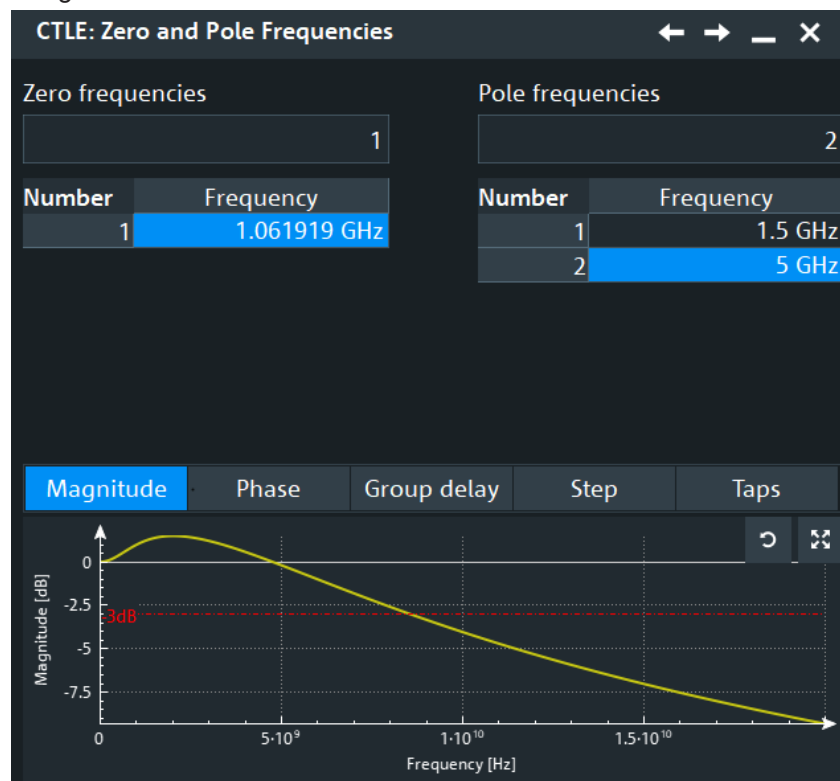 CTLE: Zero and Pole Frequencies
Zero frequencies
1
Number Frequency
1 1.061919 GHz
Pole frequencies
2
Number Frequency
1 1.5 GHz
2 5 GHz
Magnitude Phase Group delay Step Taps
Magnitude [dB]
0
-2.5
-3dB
-5
-7.5
0 5·10⁹ 1·10¹⁰ 1.5·10¹⁰
Frequency [Hz]